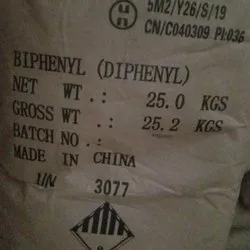 5M2/Y26/S/19
CN/C040309 PI:036
BIPHENYL (DIPHENYL)
NET WT .: 25.0 KGS
GROSS WT .: 25.2 KGS
BATCH NO.:
MADE IN CHINA
UN 3077